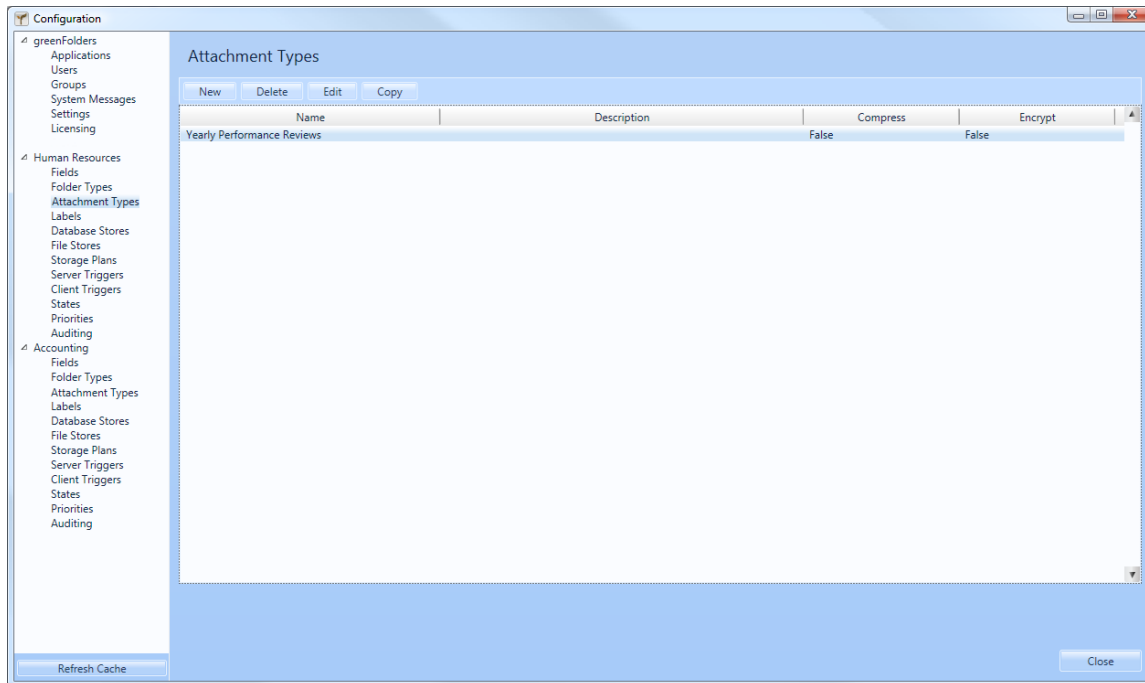 Configuration
greenFolders
Applications
Users
Groups
System Messages
Settings
Licensing
Human Resources
Fields
Folder Types
Attachment Types
Labels
Database Stores
File Stores
Storage Plans
Server Triggers
Client Triggers
States
Priorities
Auditing
Accounting
Fields
Folder Types
Attachment Types
Labels
Database Stores
File Stores
Storage Plans
Server Triggers
Client Triggers
States
Priorities
Auditing
Refresh Cache
Attachment Types
New Delete Edit Copy
Name Description Compress Encrypt
Yearly Performance Reviews False False
Close